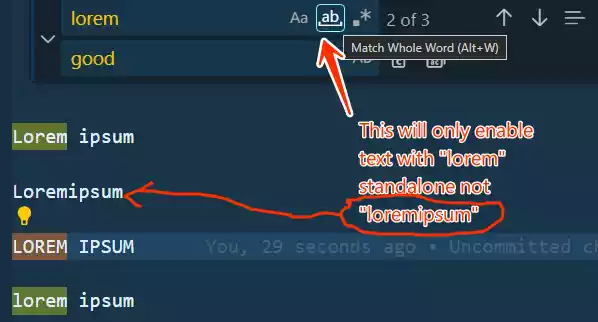 lorem Aa ab .* 2 of 3
Match Whole Word (Alt+W)
good AB
This will only enable
text with "lorem"
standalone not
"loremipsum"
Lorem ipsum
Loremipsum
LOREM IPSUM You, 29 seconds ago • Uncommitted ch
lorem ipsum